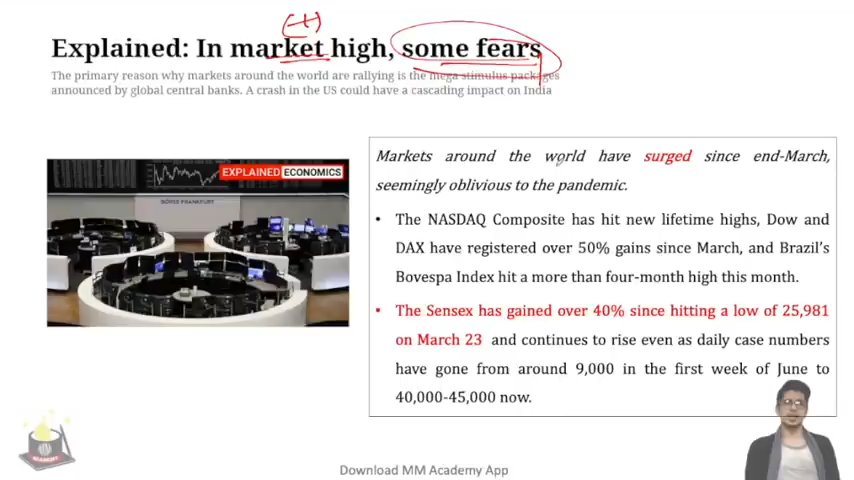 (+)
Explained: In market high, some fears
The primary reason why markets around the world are rallying is the mega stimulus packages
announced by global central banks. A crash in the US could have a cascading impact on India
EXPLAINED ECONOMICS
BÖRSE FRANKFURT
Markets around the world have surged since end-March,
seemingly oblivious to the pandemic.
• The NASDAQ Composite has hit new lifetime highs, Dow and
DAX have registered over 50% gains since March, and Brazil's
Bovespa Index hit a more than four-month high this month.
• The Sensex has gained over 40% since hitting a low of 25,981
on March 23 and continues to rise even as daily case numbers
have gone from around 9,000 in the first week of June to
40,000-45,000 now.
Download MM Academy App